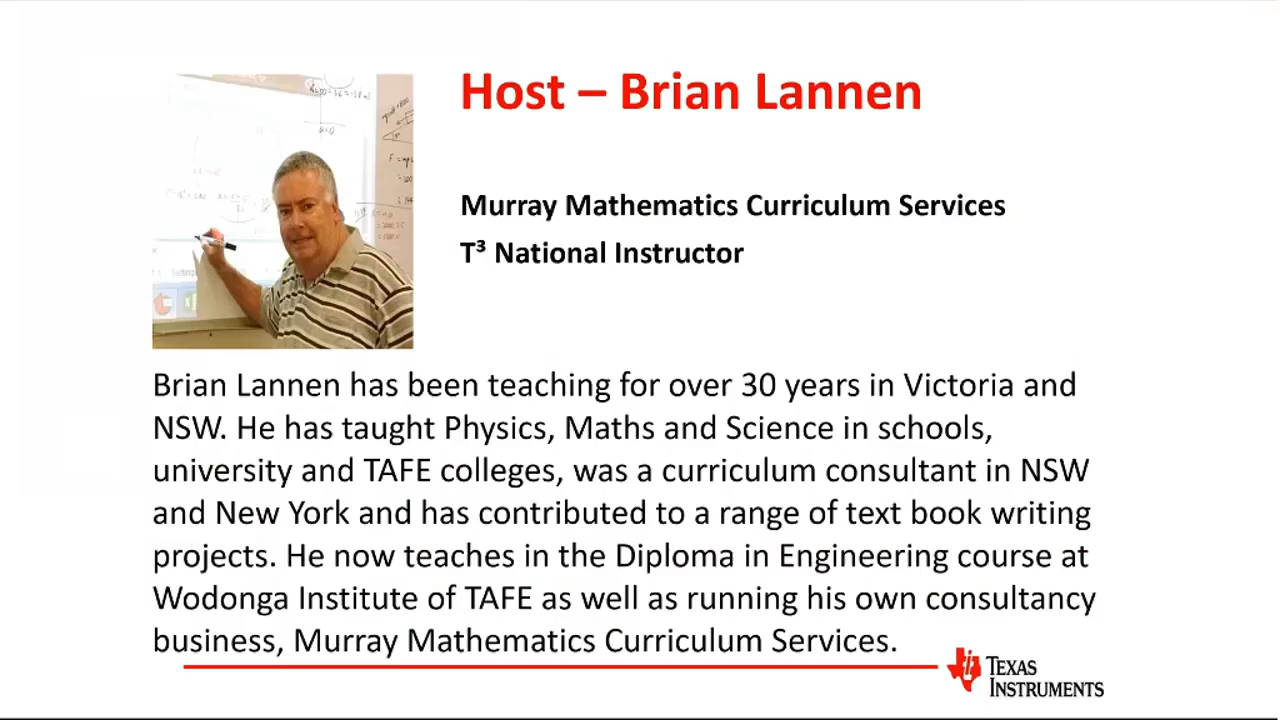 Host – Brian Lannen
Murray Mathematics Curriculum Services
T³ National Instructor
Brian Lannen has been teaching for over 30 years in Victoria and
NSW. He has taught Physics, Maths and Science in schools,
university and TAFE colleges, was a curriculum consultant in NSW
and New York and has contributed to a range of text book writing
projects. He now teaches in the Diploma in Engineering course at
Wodonga Institute of TAFE as well as running his own consultancy
business, Murray Mathematics Curriculum Services.
TEXAS
INSTRUMENTS